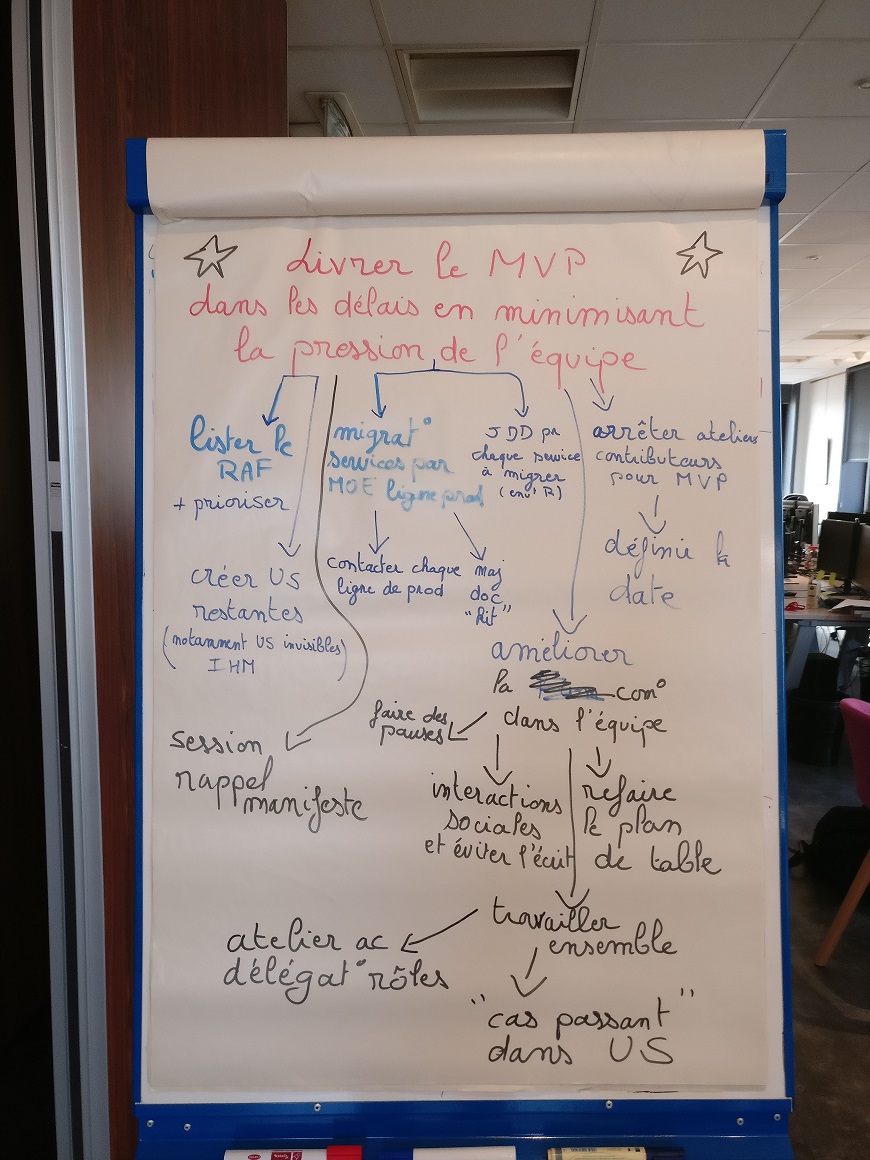 Livrer le MVP
dans les délais en minimisant
la pression de l'équipe
lister le
RAF
+ prioriser
créer US
restantes
(notamment US invisibles)
IHM
session
rappel
manifeste
migrat°
services par
MOE ligne prod
contacter chaque
ligne de prod
maj
doc
"kit"
JDD pr
chaque service
à migrer
(env' R)
arrêter ateliers
contributeurs
pour MVP
définir la
date
améliorer
la com°
dans l'équipe
faire des
pauses
interactions
sociales
et éviter l'écrit
refaire
le plan
de table
travailler
ensemble
atelier ac
délégat° rôles
"cas passant"
dans US